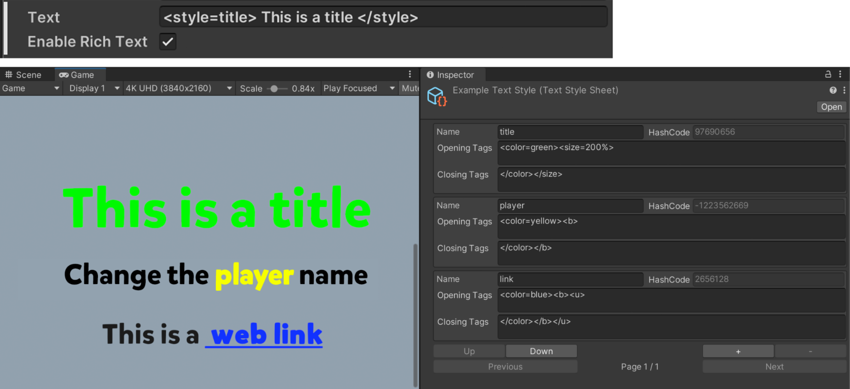 Text <style=title> This is a title </style>
Enable Rich Text
Scene Game
Game Display 1 4K UHD (3840x2160) Scale 0.84x Play Focused Mute
This is a title
Change the player name
This is a web link
Inspector
Example Text Style (Text Style Sheet)
Open
Name title HashCode 97690656
Opening Tags <color=green><size=200%>
Closing Tags </color></size>
Name player HashCode -1223562669
Opening Tags <color=yellow><b>
Closing Tags </color></b>
Name link HashCode 2656128
Opening Tags <color=blue><b><u>
Closing Tags </color></b></u>
Up Down + -
Previous Page 1 / 1 Next